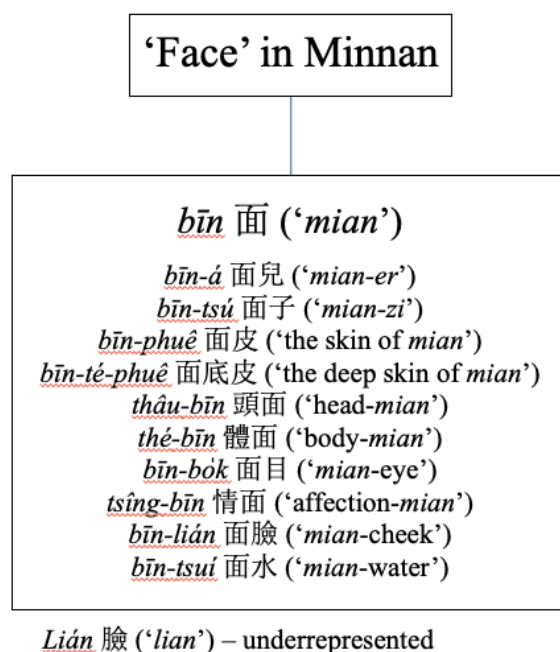 ‘Face’ in Minnan
bīn 面 (‘mian’)
bīn-á 面兒 (‘mian-er’)
bīn-tsú 面子 (‘mian-zi’)
bīn-phuê 面皮 (‘the skin of mian’)
bīn-té-phuê 面底皮 (‘the deep skin of mian’)
thâu-bīn 頭面 (‘head-mian’)
thé-bīn 體面 (‘body-mian’)
bīn-bo̍k 面目 (‘mian-eye’)
tsîng-bīn 情面 (‘affection-mian’)
bīn-lián 面臉 (‘mian-cheek’)
bīn-tsuí 面水 (‘mian-water’)
Lián 臉 (‘lian’) – underrepresented